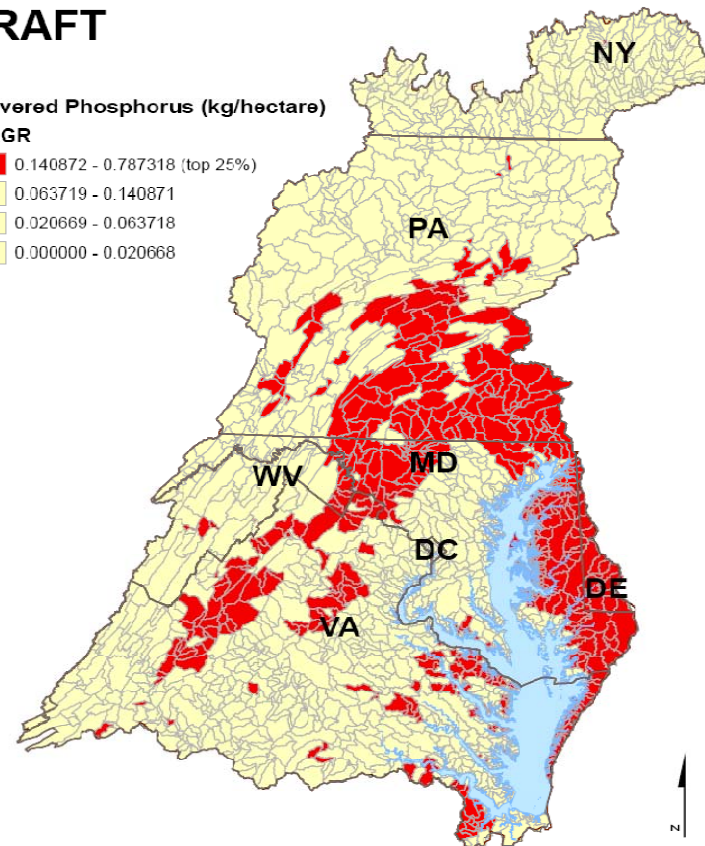 RAFT
vered Phosphorus (kg/hectare)
GR
0.140872 - 0.787318 (top 25%)
0.063719 - 0.140871
0.020669 - 0.063718
0.000000 - 0.020668
NY
PA
WV
MD
DC
DE
VA
N